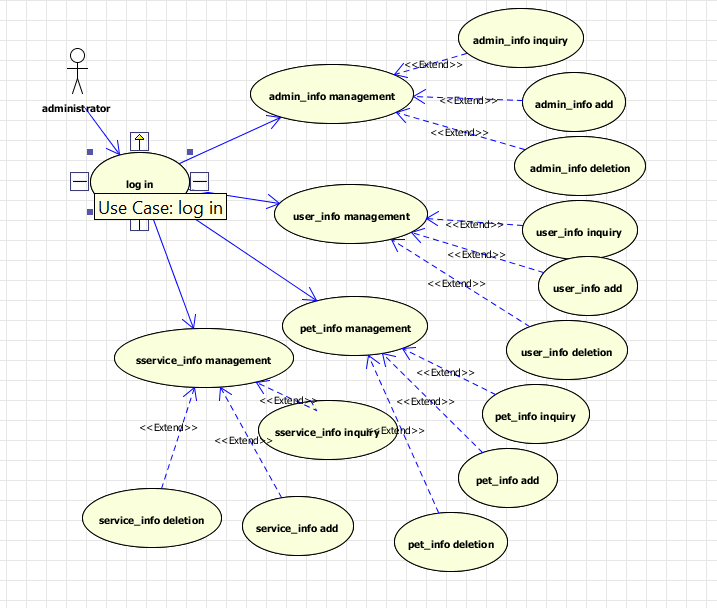 admin_info inquiry
<<Extend>>
admin_info management
<<Extend>>
admin_info add
administrator
<<Extend>>
admin_info deletion
log in
Use Case: log in
user_info management
<<Extend>>
user_info inquiry
<<Extend>>
user_info add
<<Extend>>
pet_info management
user_info deletion
sservice_info management
<<Extend>>
<<Extend>>
<<Extend>>
pet_info inquiry
<<Extend>>
<<Extend>>
sservice_info inquiry
<<Extend>>
<<Extend>>
pet_info add
service_info deletion
service_info add
pet_info deletion